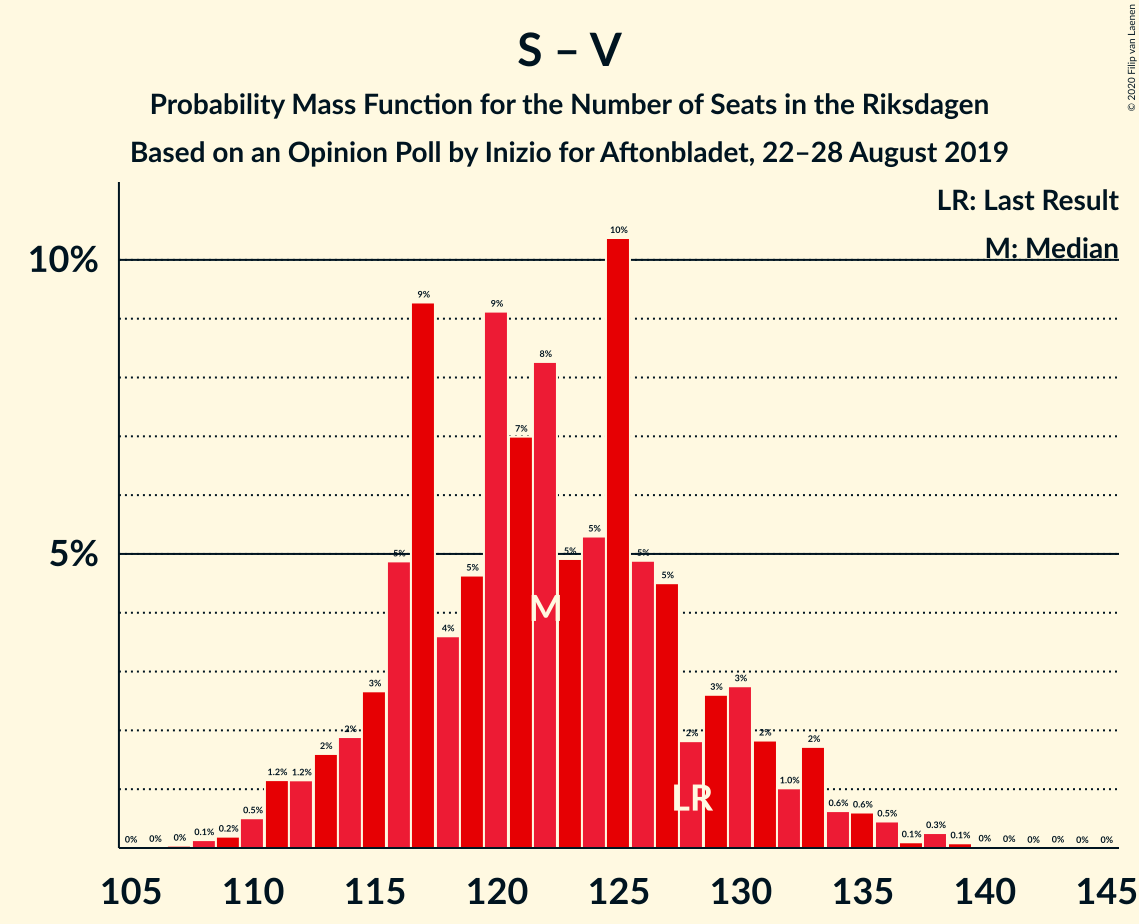 S – V
Probability Mass Function for the Number of Seats in the Riksdagen
Based on an Opinion Poll by Inizio for Aftonbladet, 22–28 August 2019
© 2020 Filip van Laenen
LR: Last Result
M: Median
10%
5%
0% 0% 0% 0.1% 0.2% 0.5% 1.2% 1.2% 2% 2% 3% 5% 9% 4% 5% 9% 7% 8% 5% 5% 10% 5% 5% 2% 3% 3% 2% 1.0% 2% 0.6% 0.6% 0.5% 0.1% 0.3% 0.1% 0% 0% 0% 0% 0% 0%
M
LR
105 110 115 120 125 130 135 140 145